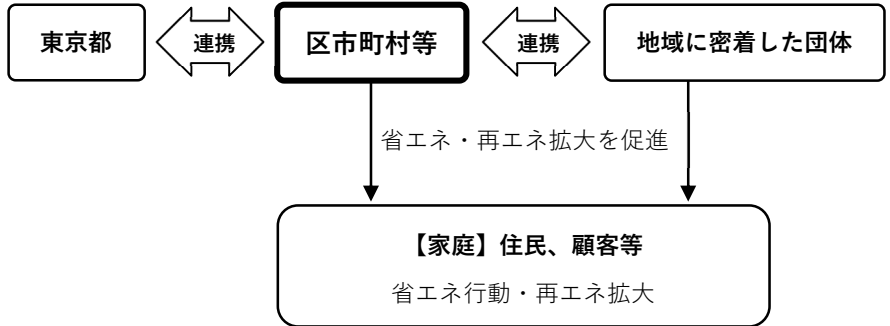 東京都
連携
区市町村等
連携
地域に密着した団体
省エネ・再エネ拡大を促進
【家庭】住民、顧客等
省エネ行動・再エネ拡大